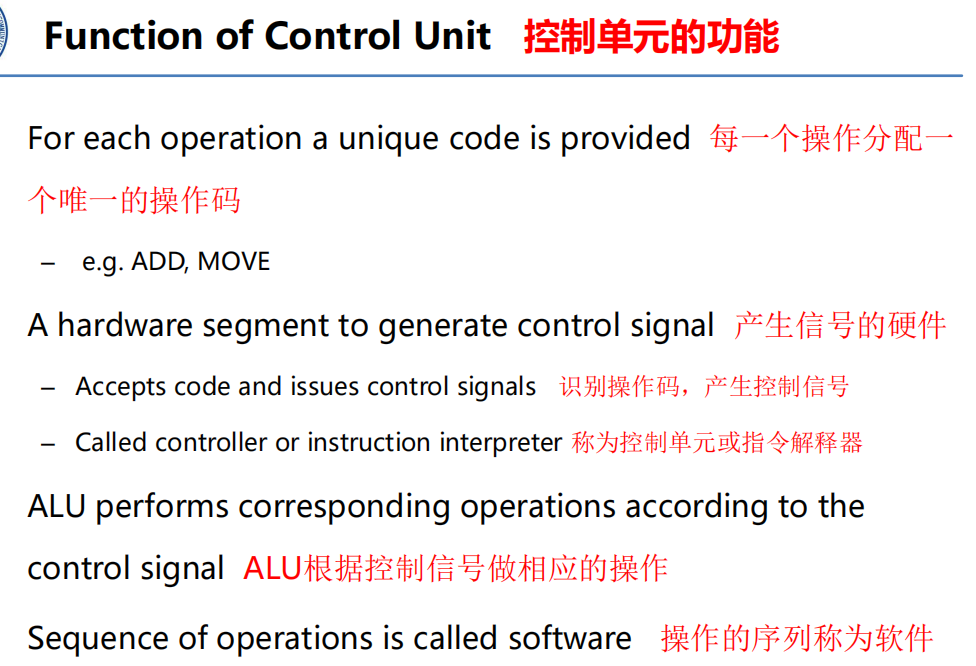 Function of Control Unit 控制单元的功能
For each operation a unique code is provided 每一个操作分配一
个唯一的操作码
– e.g. ADD, MOVE
A hardware segment to generate control signal 产生信号的硬件
– Accepts code and issues control signals 识别操作码，产生控制信号
– Called controller or instruction interpreter 称为控制单元或指令解释器
ALU performs corresponding operations according to the
control signal ALU根据控制信号做相应的操作
Sequence of operations is called software 操作的序列称为软件